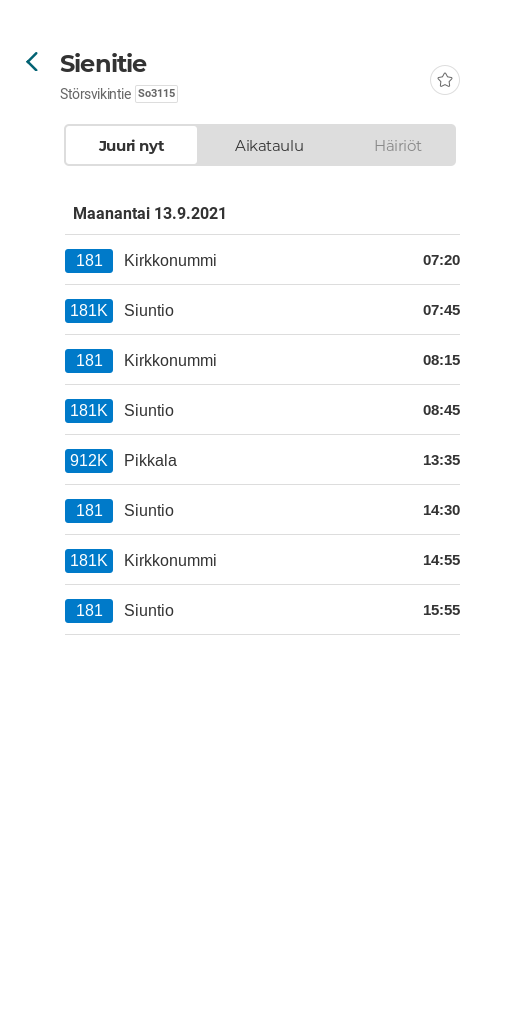 Sienitie
Störsvikintie So3115
Juuri nyt Aikataulu Häiriöt
Maanantai 13.9.2021
181 Kirkkonummi 07:20
181K Siuntio 07:45
181 Kirkkonummi 08:15
181K Siuntio 08:45
912K Pikkala 13:35
181 Siuntio 14:30
181K Kirkkonummi 14:55
181 Siuntio 15:55